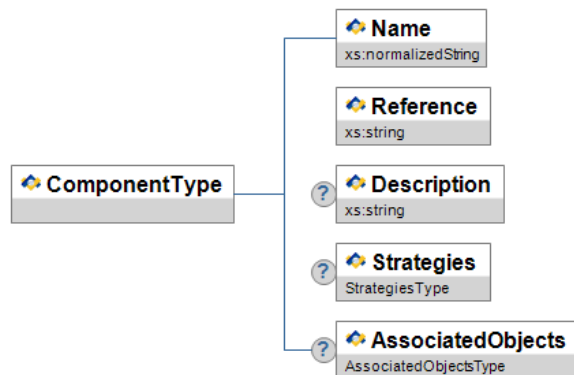 Name
xs:normalizedString
Reference
xs:string
ComponentType
? Description
xs:string
? Strategies
StrategiesType
? AssociatedObjects
AssociatedObjectsType